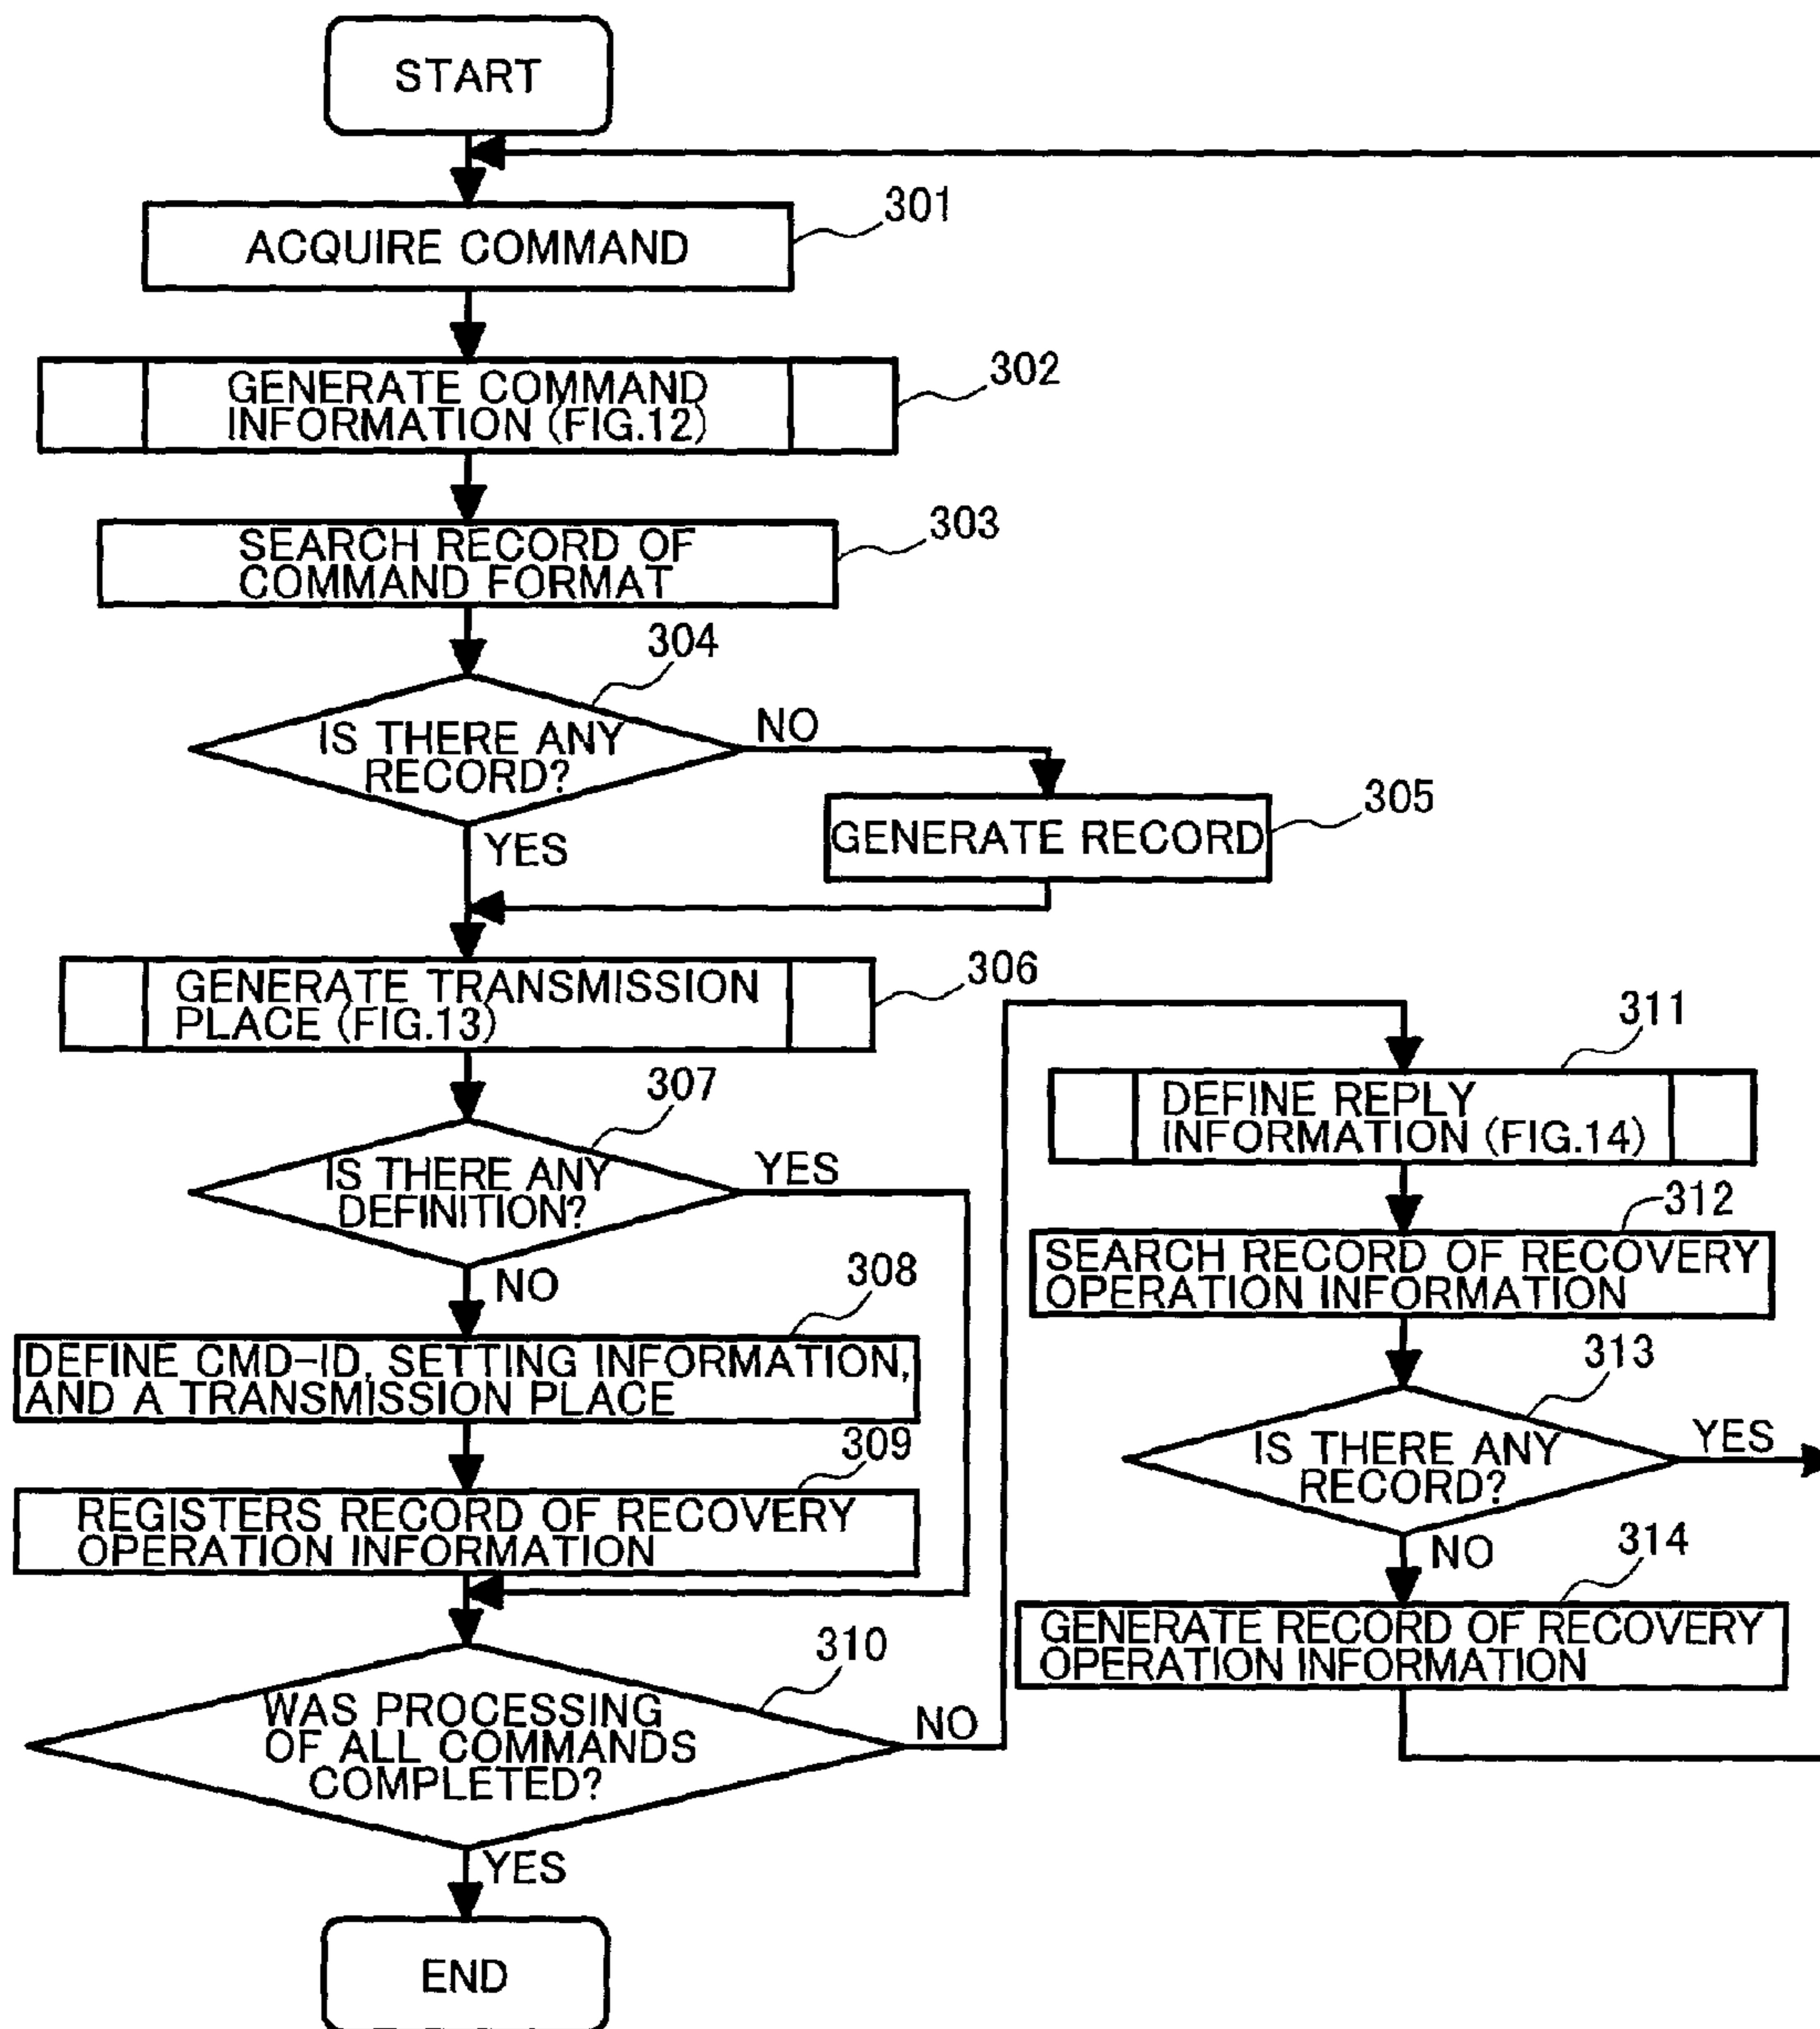 START
301
ACQUIRE COMMAND
302
GENERATE COMMAND
INFORMATION (FIG.12)
303
SEARCH RECORD OF
COMMAND FORMAT
304
IS THERE ANY
RECORD?
NO
YES
305
GENERATE RECORD
306
GENERATE TRANSMISSION
PLACE (FIG.13)
307
IS THERE ANY
DEFINITION?
YES
NO
308
DEFINE CMD-ID, SETTING INFORMATION,
AND A TRANSMISSION PLACE
309
REGISTERS RECORD OF RECOVERY
OPERATION INFORMATION
310
WAS PROCESSING
OF ALL COMMANDS
COMPLETED?
NO
YES
END
311
DEFINE REPLY
INFORMATION (FIG.14)
312
SEARCH RECORD OF RECOVERY
OPERATION INFORMATION
313
IS THERE ANY
RECORD?
YES
NO
314
GENERATE RECORD OF RECOVERY
OPERATION INFORMATION